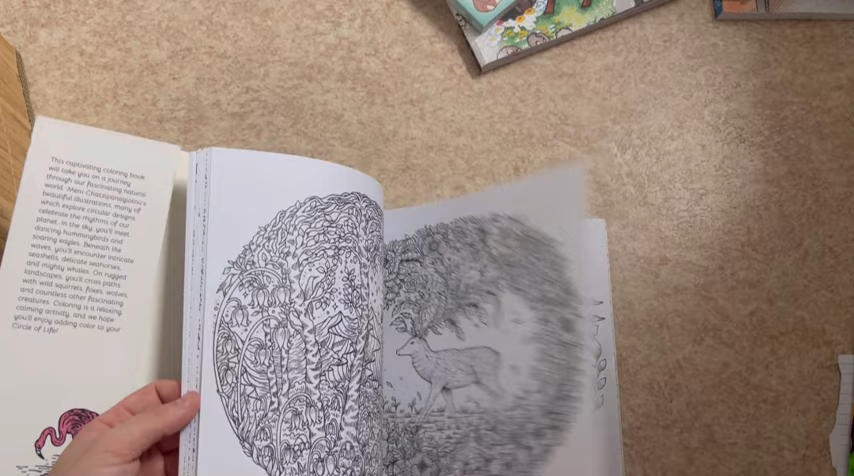 This captivating coloring book
will take you on a journey
through our fascinating natural
world. Meni Chatzipanagiotou's
beautiful illustrations, many of
which explore circular designs,
celebrate the rhythms of our
planet. In the sky, you'll meet
dancing hummingbirds and
soaring eagles. Beneath the
waves, you'll encounter intricate
seashells, delicate seahorses,
and mighty whales. On rugged
landscapes, you'll cross paths
with wild squirrels, foxes, wolves,
and countless other fascinating
creatures. Coloring is a relaxing,
calming activity, and we hope
you'll enjoy adding color to your
Circle of Life!